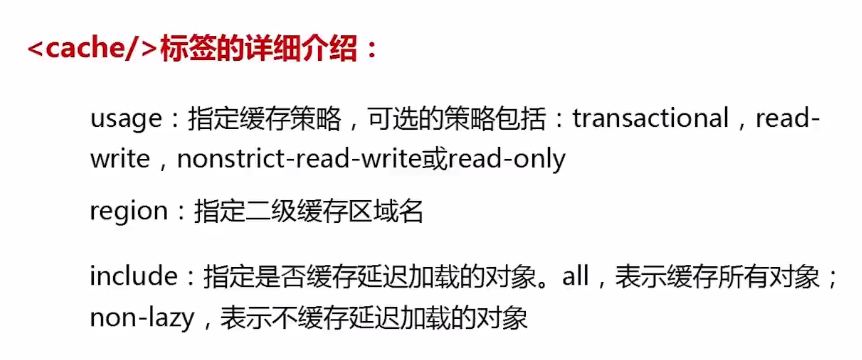 <cache/>标签的详细介绍：
usage：指定缓存策略，可选的策略包括：transactional，read-
write，nonstrict-read-write或read-only
region：指定二级缓存区域名
include：指定是否缓存延迟加载的对象。all，表示缓存所有对象；
non-lazy，表示不缓存延迟加载的对象